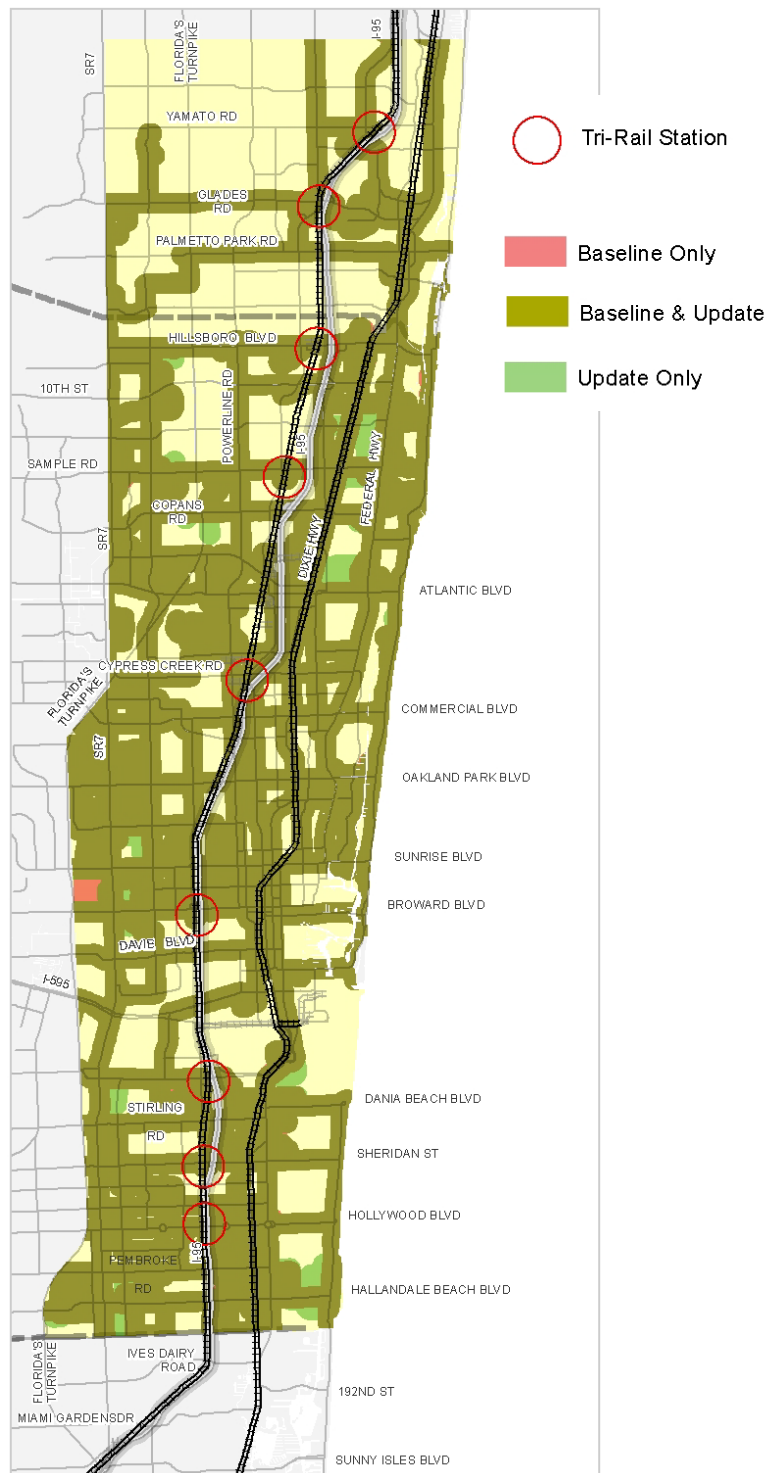 I-95
FLORIDA'S
TURNPIKE
SR7
YAMATO RD
Tri-Rail Station
GLADES
RD
PALMETTO PARK RD
Baseline Only
Baseline & Update
HILLSBORO BLVD
Update Only
10TH ST
POWERLINE RD
I-95
FEDERAL HWY
SAMPLE RD
COPANS
RD
SR7
DIXIE HWY
ATLANTIC BLVD
CYPRESS CREEK RD
FLORIDA'S
TURNPIKE
COMMERCIAL BLVD
SR7
OAKLAND PARK BLVD
SUNRISE BLVD
BROWARD BLVD
DAVIE BLVD
I-595
DANIA BEACH BLVD
STIRLING
RD
SHERIDAN ST
HOLLYWOOD BLVD
I-95
PEMBROKE
RD
HALLANDALE BEACH BLVD
FLORIDA'S
TURNPIKE
IVES DAIRY
ROAD
192ND ST
MIAMI GARDENSDR
SUNNY ISLES BLVD